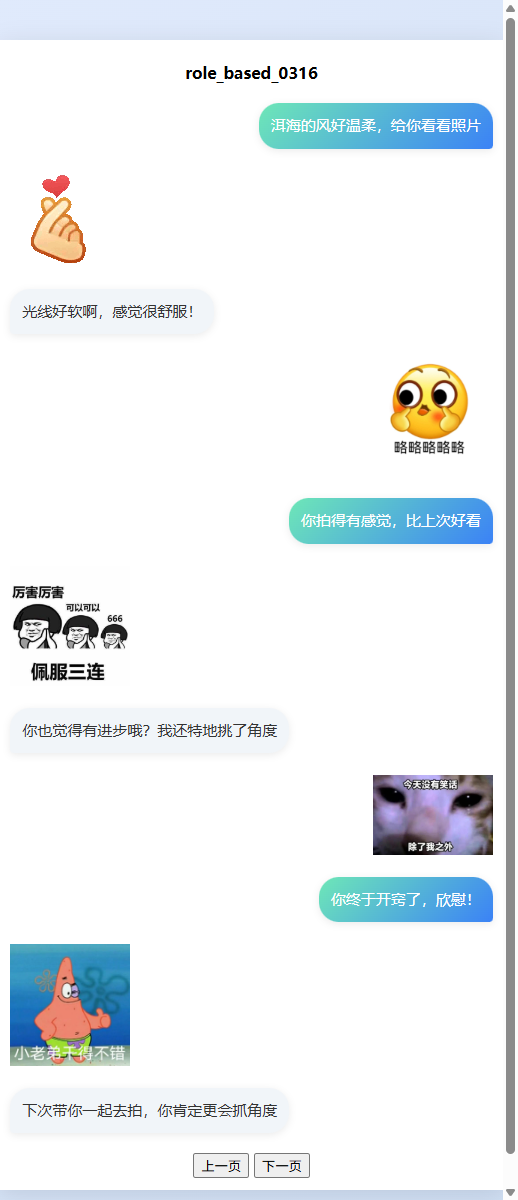 role_based_0316
洱海的风好温柔，给你看看照片
光线好软啊，感觉很舒服！
略略略略略
你拍得有感觉，比上次好看
厉害厉害
可以可以
666
佩服三连
你也觉得有进步哦？我还特地挑了角度
今天没有笑话
除了我之外
你终于开窍了，欣慰！
小老弟干得不错
下次带你一起去拍，你肯定更会抓角度
上一页 下一页